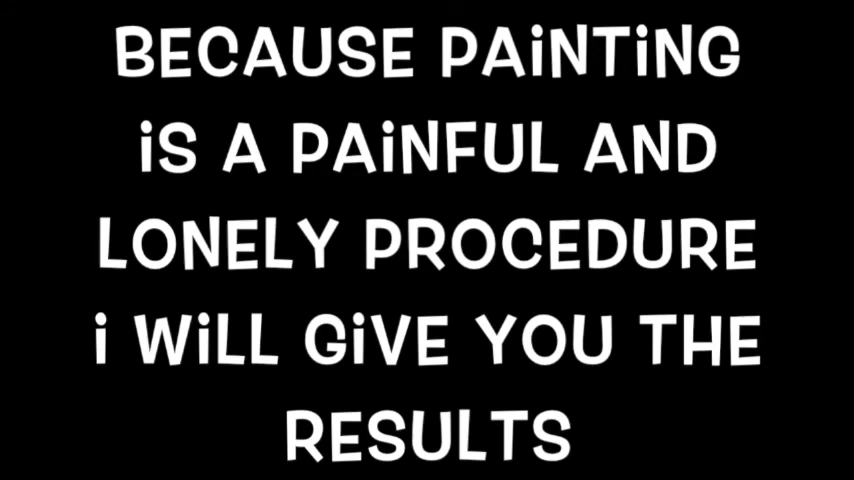 BECAUSE PAiNTiNG
iS A PAiNFUL AND
LONELY PROCEDURE
i WiLL GiVE YOU THE
RESULTS